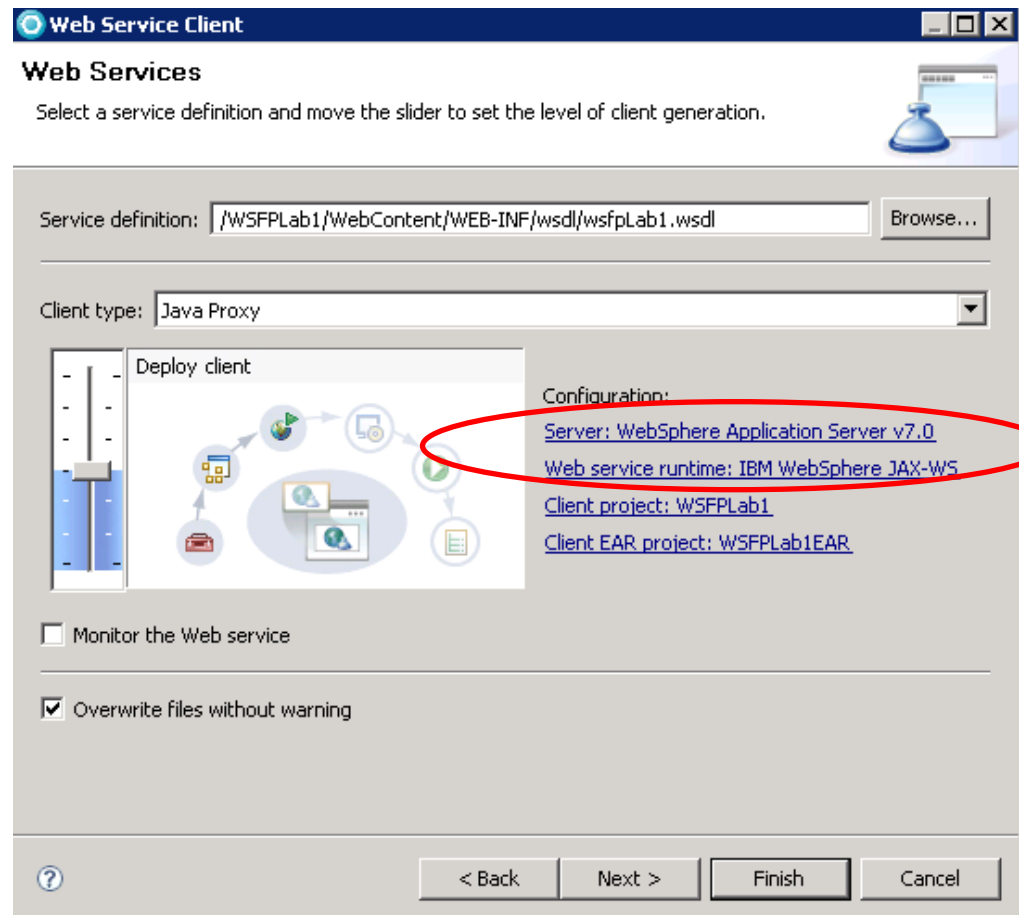 Web Service Client
Web Services
Select a service definition and move the slider to set the level of client generation.
Service definition: /WSFPLab1/WebContent/WEB-INF/wsdl/wsfpLab1.wsdl Browse...
Client type: Java Proxy
Deploy client
Configuration:
Server: WebSphere Application Server v7.0
Web service runtime: IBM WebSphere JAX-WS
Client project: WSFPLab1
Client EAR project: WSFPLab1EAR
Monitor the Web service
Overwrite files without warning
? < Back Next > Finish Cancel